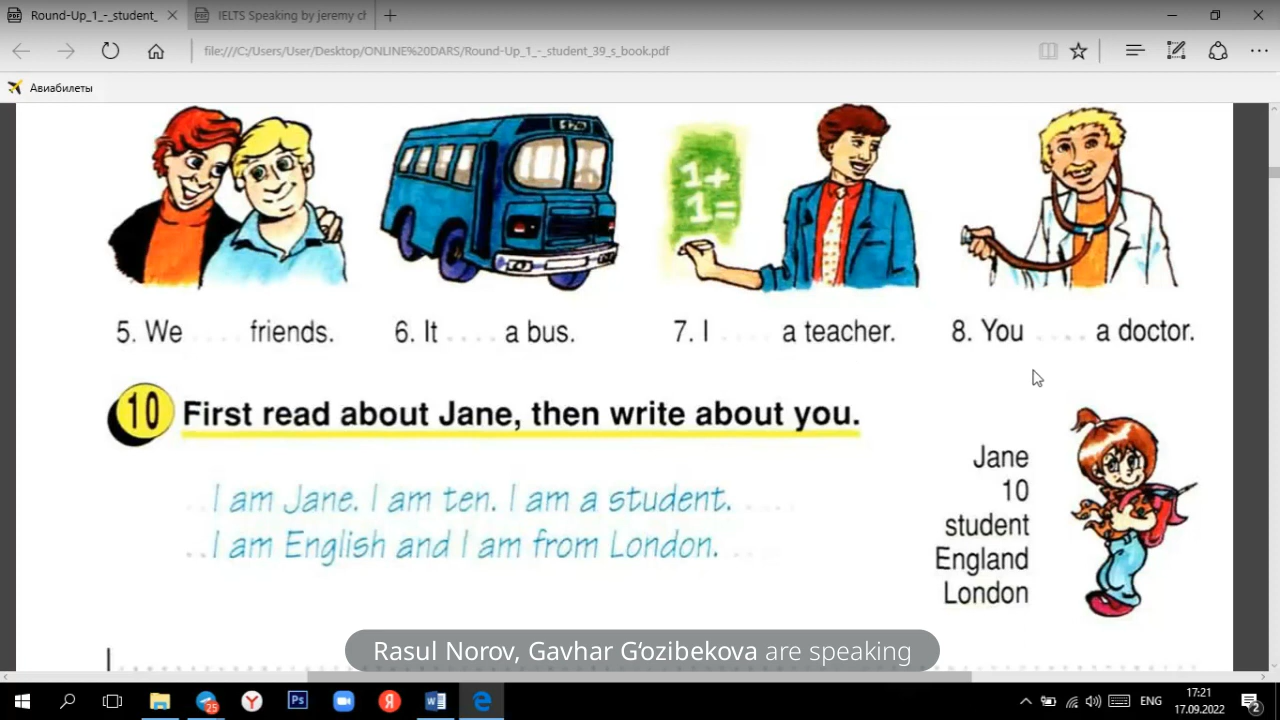 Round-Up_1_-_student_
IELTS Speaking by jeremy ch
file:///C:/Users/User/Desktop/ONLINE%20DARS/Round-Up_1_-_student_39_s_book.pdf
Авиабилеты
1+
1=
5. We .... friends.
6. It .... a bus.
7. I .... a teacher.
8. You .... a doctor.
10 First read about Jane, then write about you.
I am Jane. I am ten. I am a student.
I am English and I am from London.
Jane
10
student
England
London
Rasul Norov, Gavhar G‘ozibekova are speaking
25
Ps
Я
ENG
17:21
17.09.2022
2